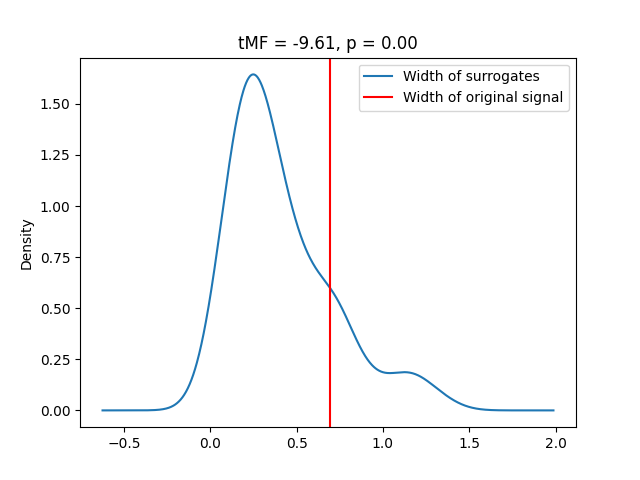 tMF = -9.61, p = 0.00
Width of surrogates
Width of original signal
Density
1.50
1.25
1.00
0.75
0.50
0.25
0.00
−0.5 0.0 0.5 1.0 1.5 2.0